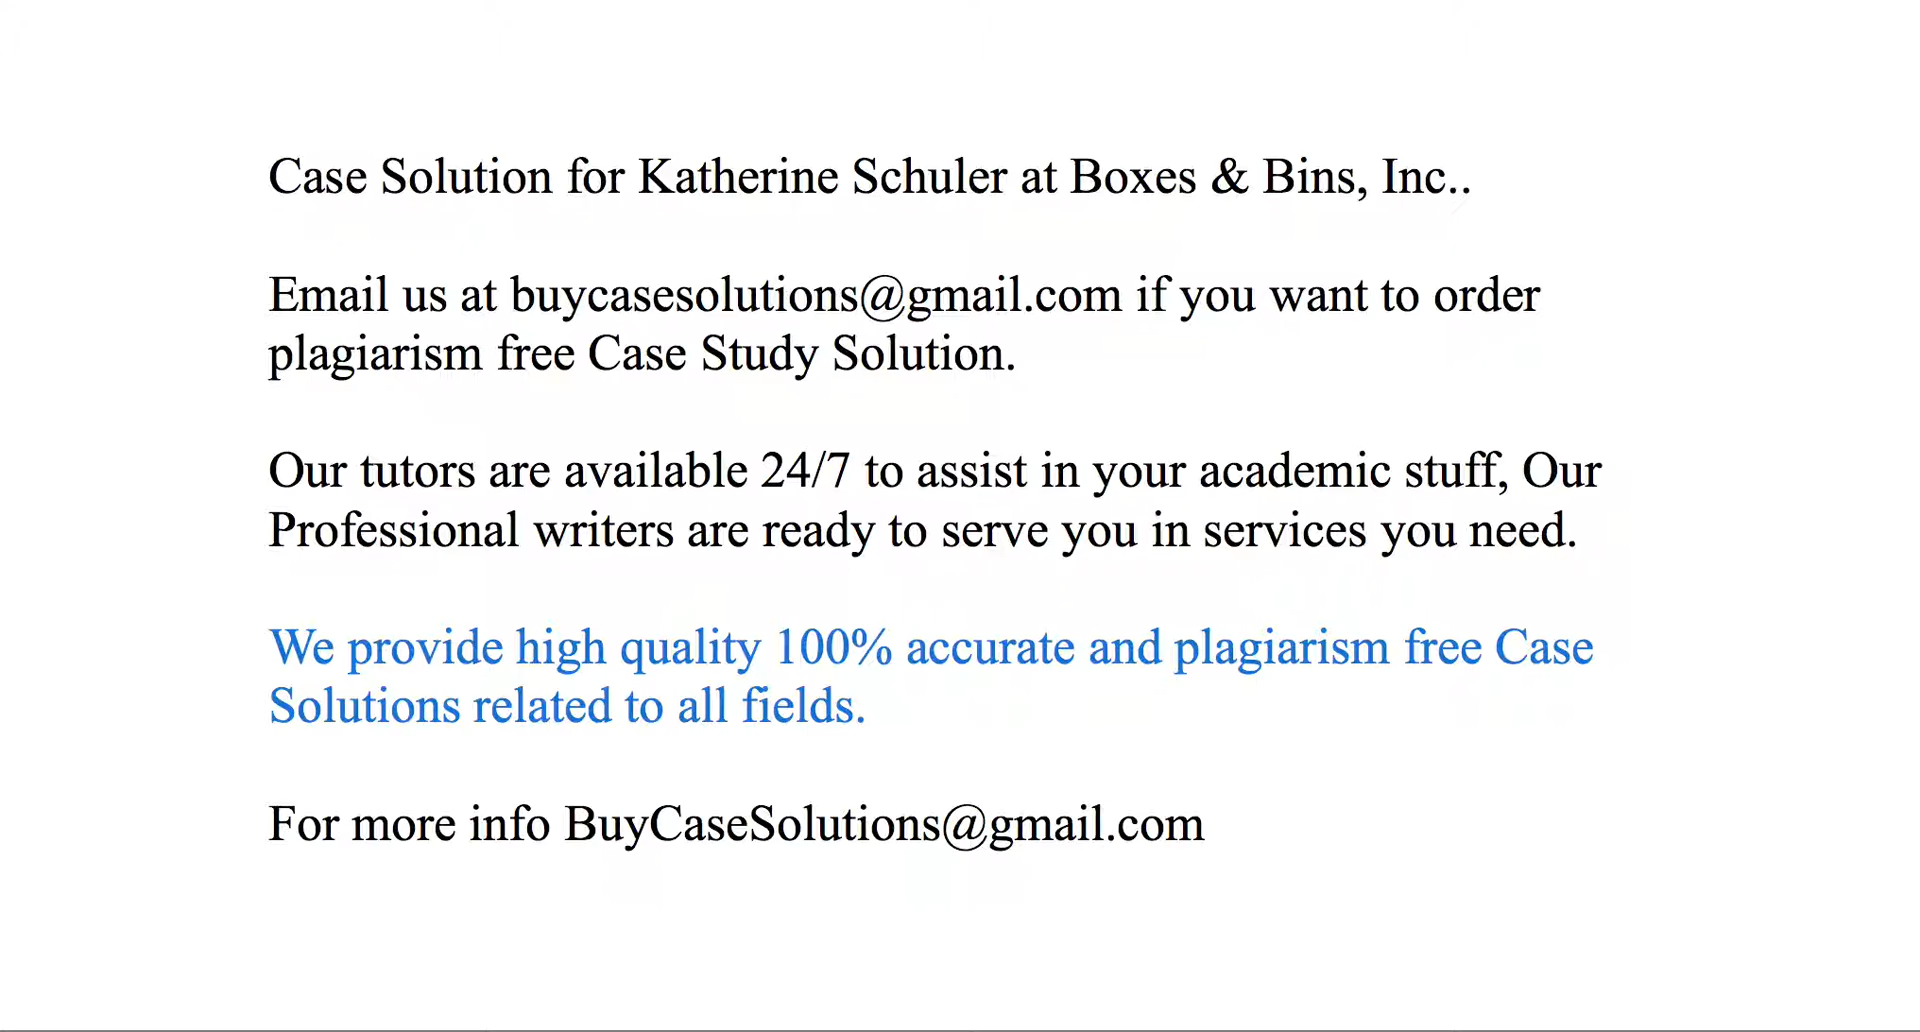 Case Solution for Katherine Schuler at Boxes & Bins, Inc..
Email us at buycasesolutions@gmail.com if you want to order
plagiarism free Case Study Solution.
Our tutors are available 24/7 to assist in your academic stuff, Our
Professional writers are ready to serve you in services you need.
We provide high quality 100% accurate and plagiarism free Case
Solutions related to all fields.
For more info BuyCaseSolutions@gmail.com